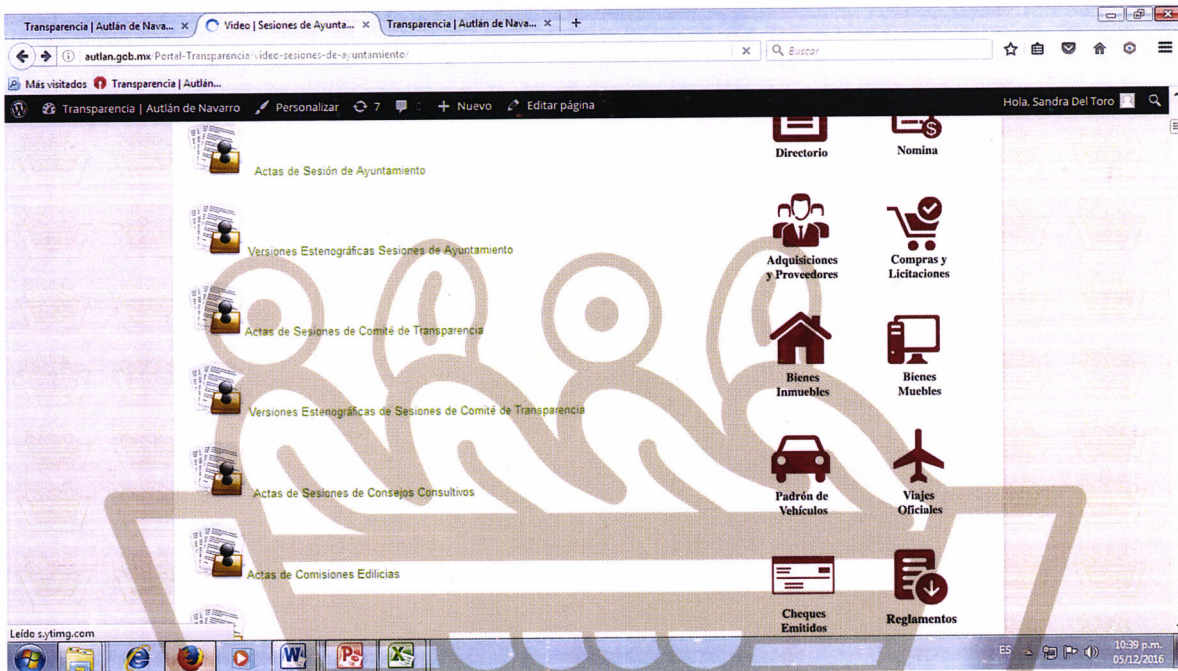 Transparencia | Autlán de Nava... × Video | Sesiones de Ayunta... × Transparencia | Autlán de Nava... × +
autlan.gob.mx/Portal-Transparencia/video-sesiones-de-ayuntamiento/ × Buscar
Más visitados Transparencia | Autlán...
Transparencia | Autlán de Navarro Personalizar 7 Nuevo Editar página Hola, Sandra Del Toro
Directorio Nomina
Actas de Sesión de Ayuntamiento
Versiones Estenográficas Sesiones de Ayuntamiento
Adquisiciones y Proveedores
Compras y Licitaciones
Actas de Sesiones de Comité de Transparencia
Bienes Inmuebles
Bienes Muebles
Versiones Estenográficas de Sesiones de Comité de Transparencia
Actas de Sesiones de Consejos Consultivos
Padrón de Vehículos
Viajes Oficiales
Actas de Comisiones Edilicias
Cheques Emitidos
Reglamentos
Leído s.ytimg.com
ES 10:39 p.m.
05/12/2016